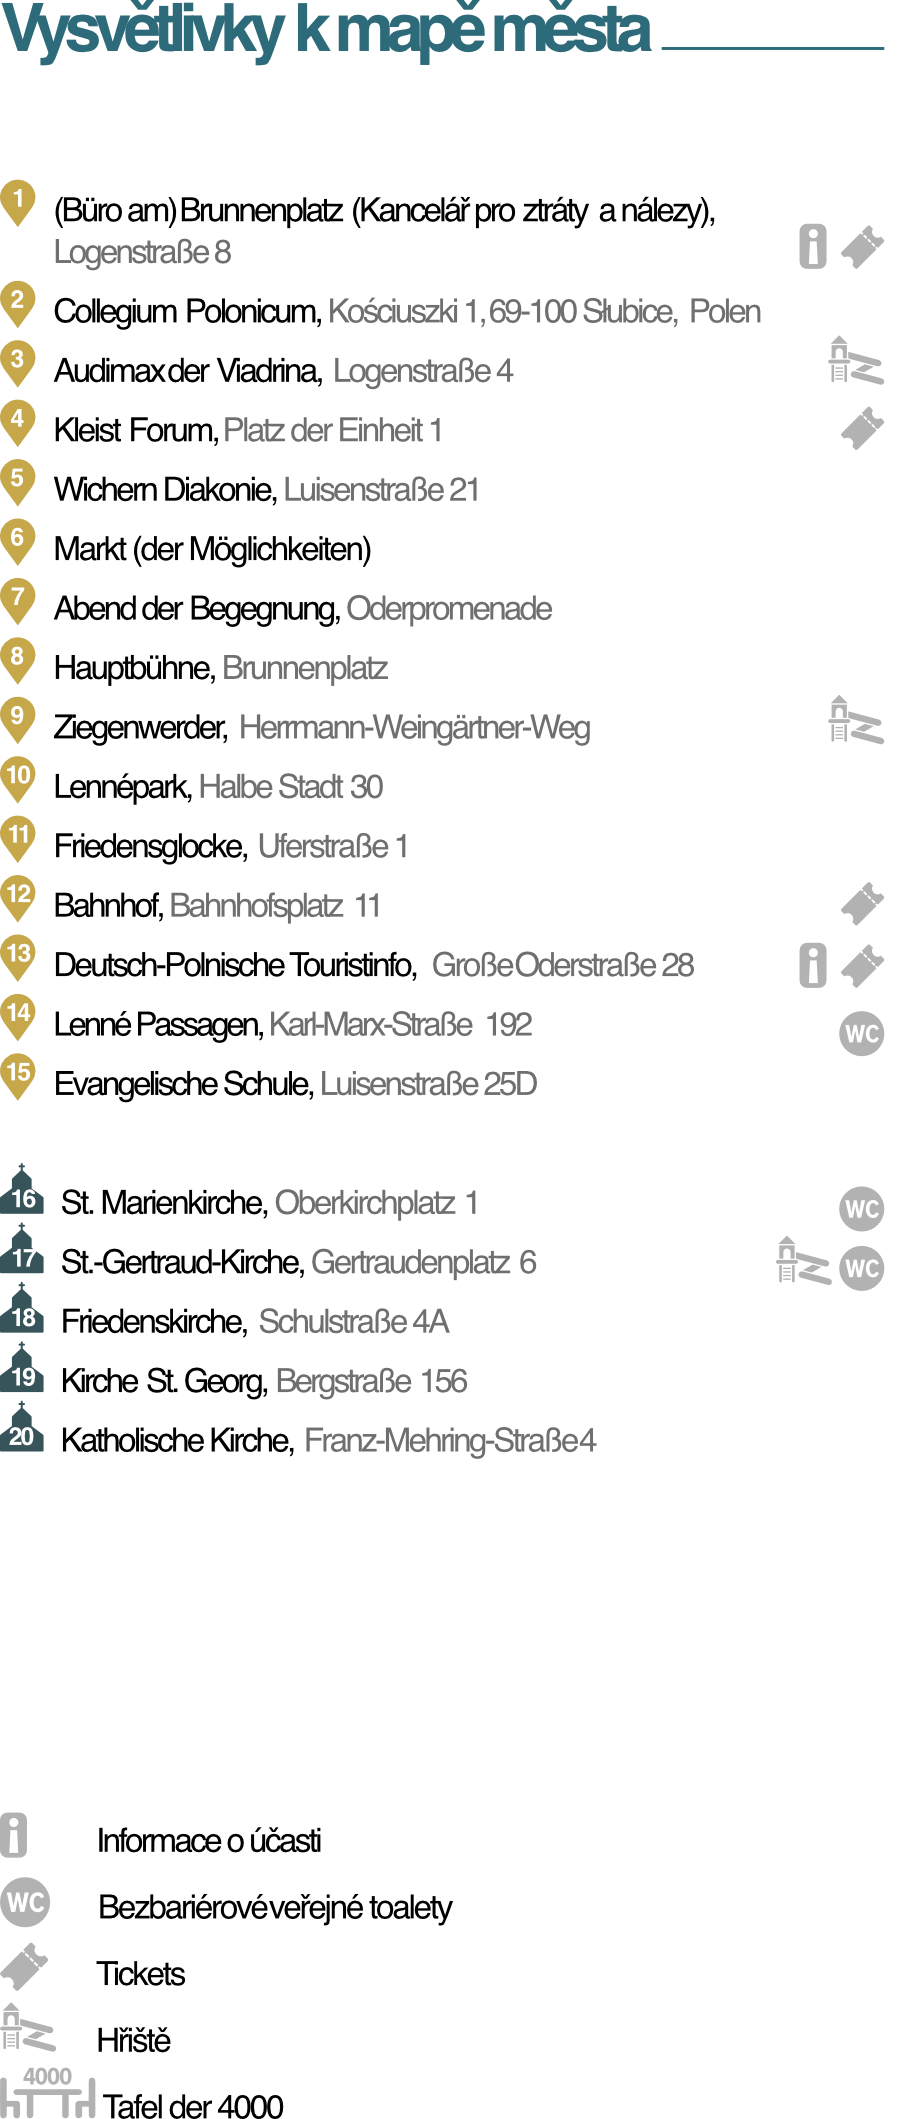 Vysvětlivky k mapě města
1 (Büro am) Brunnenplatz (Kancelář pro ztráty a nálezy),
Logenstraße 8
2 Collegium Polonicum, Kościuszki 1, 69-100 Słubice, Polen
3 Audimax der Viadrina, Logenstraße 4
4 Kleist Forum, Platz der Einheit 1
5 Wichern Diakonie, Luisenstraße 21
6 Markt (der Möglichkeiten)
7 Abend der Begegnung, Oderpromenade
8 Hauptbühne, Brunnenplatz
9 Ziegenwerder, Herrmann-Weingärtner-Weg
10 Lennépark, Halbe Stadt 30
11 Friedensglocke, Uferstraße 1
12 Bahnhof, Bahnhofsplatz 11
13 Deutsch-Polnische Touristinfo, Große Oderstraße 28
14 Lenné Passagen, Karl-Marx-Straße 192 WC
15 Evangelische Schule, Luisenstraße 25D
16 St. Marienkirche, Oberkirchplatz 1 WC
17 St.-Gertraud-Kirche, Gertraudenplatz 6 WC
18 Friedenskirche, Schulstraße 4A
19 Kirche St. Georg, Bergstraße 156
20 Katholische Kirche, Franz-Mehring-Straße 4
Informace o účasti
WC Bezbariérové veřejné toalety
Tickets
Hřiště
4000 Tafel der 4000